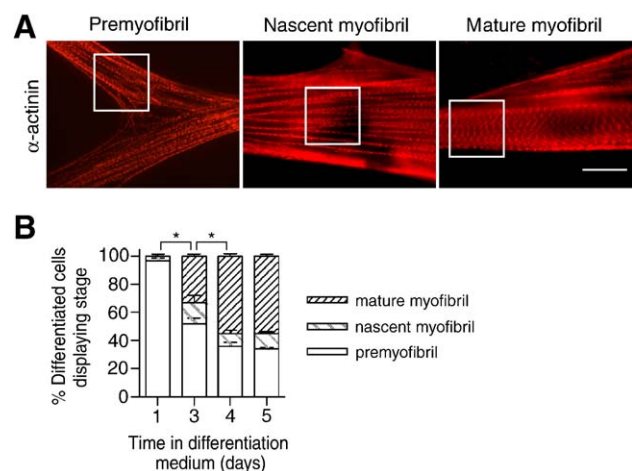 A
Premyofibril
Nascent myofibril
Mature myofibril
α-actinin
B
* *
100
80
60
40
20
0
% Differentiated cells
displaying stage
1 3 4 5
Time in differentiation
medium (days)
mature myofibril
nascent myofibril
premyofibril